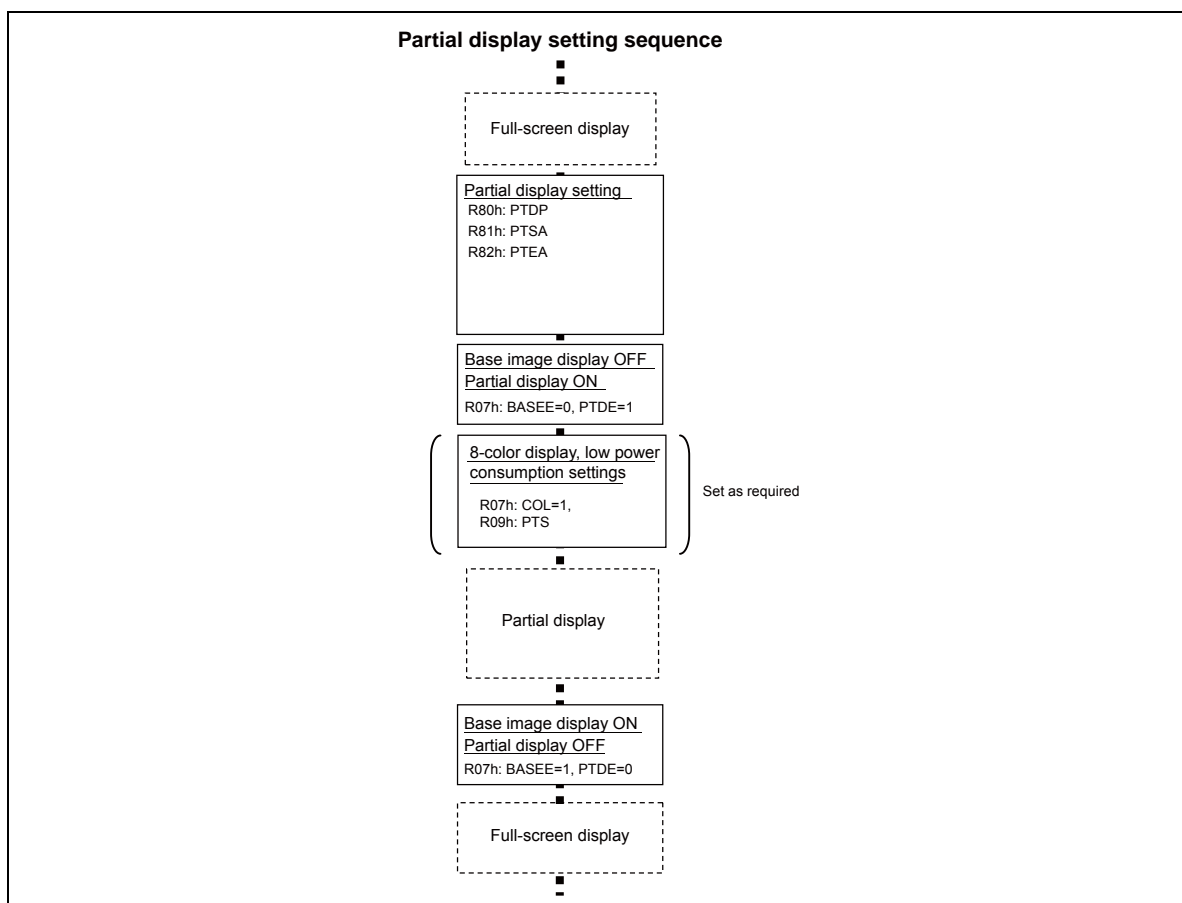 Partial display setting sequence
Full-screen display
Partial display setting
R80h: PTDP
R81h: PTSA
R82h: PTEA
Base image display OFF
Partial display ON
R07h: BASEE=0, PTDE=1
8-color display, low power
consumption settings
R07h: COL=1,
R09h: PTS
Set as required
Partial display
Base image display ON
Partial display OFF
R07h: BASEE=1, PTDE=0
Full-screen display